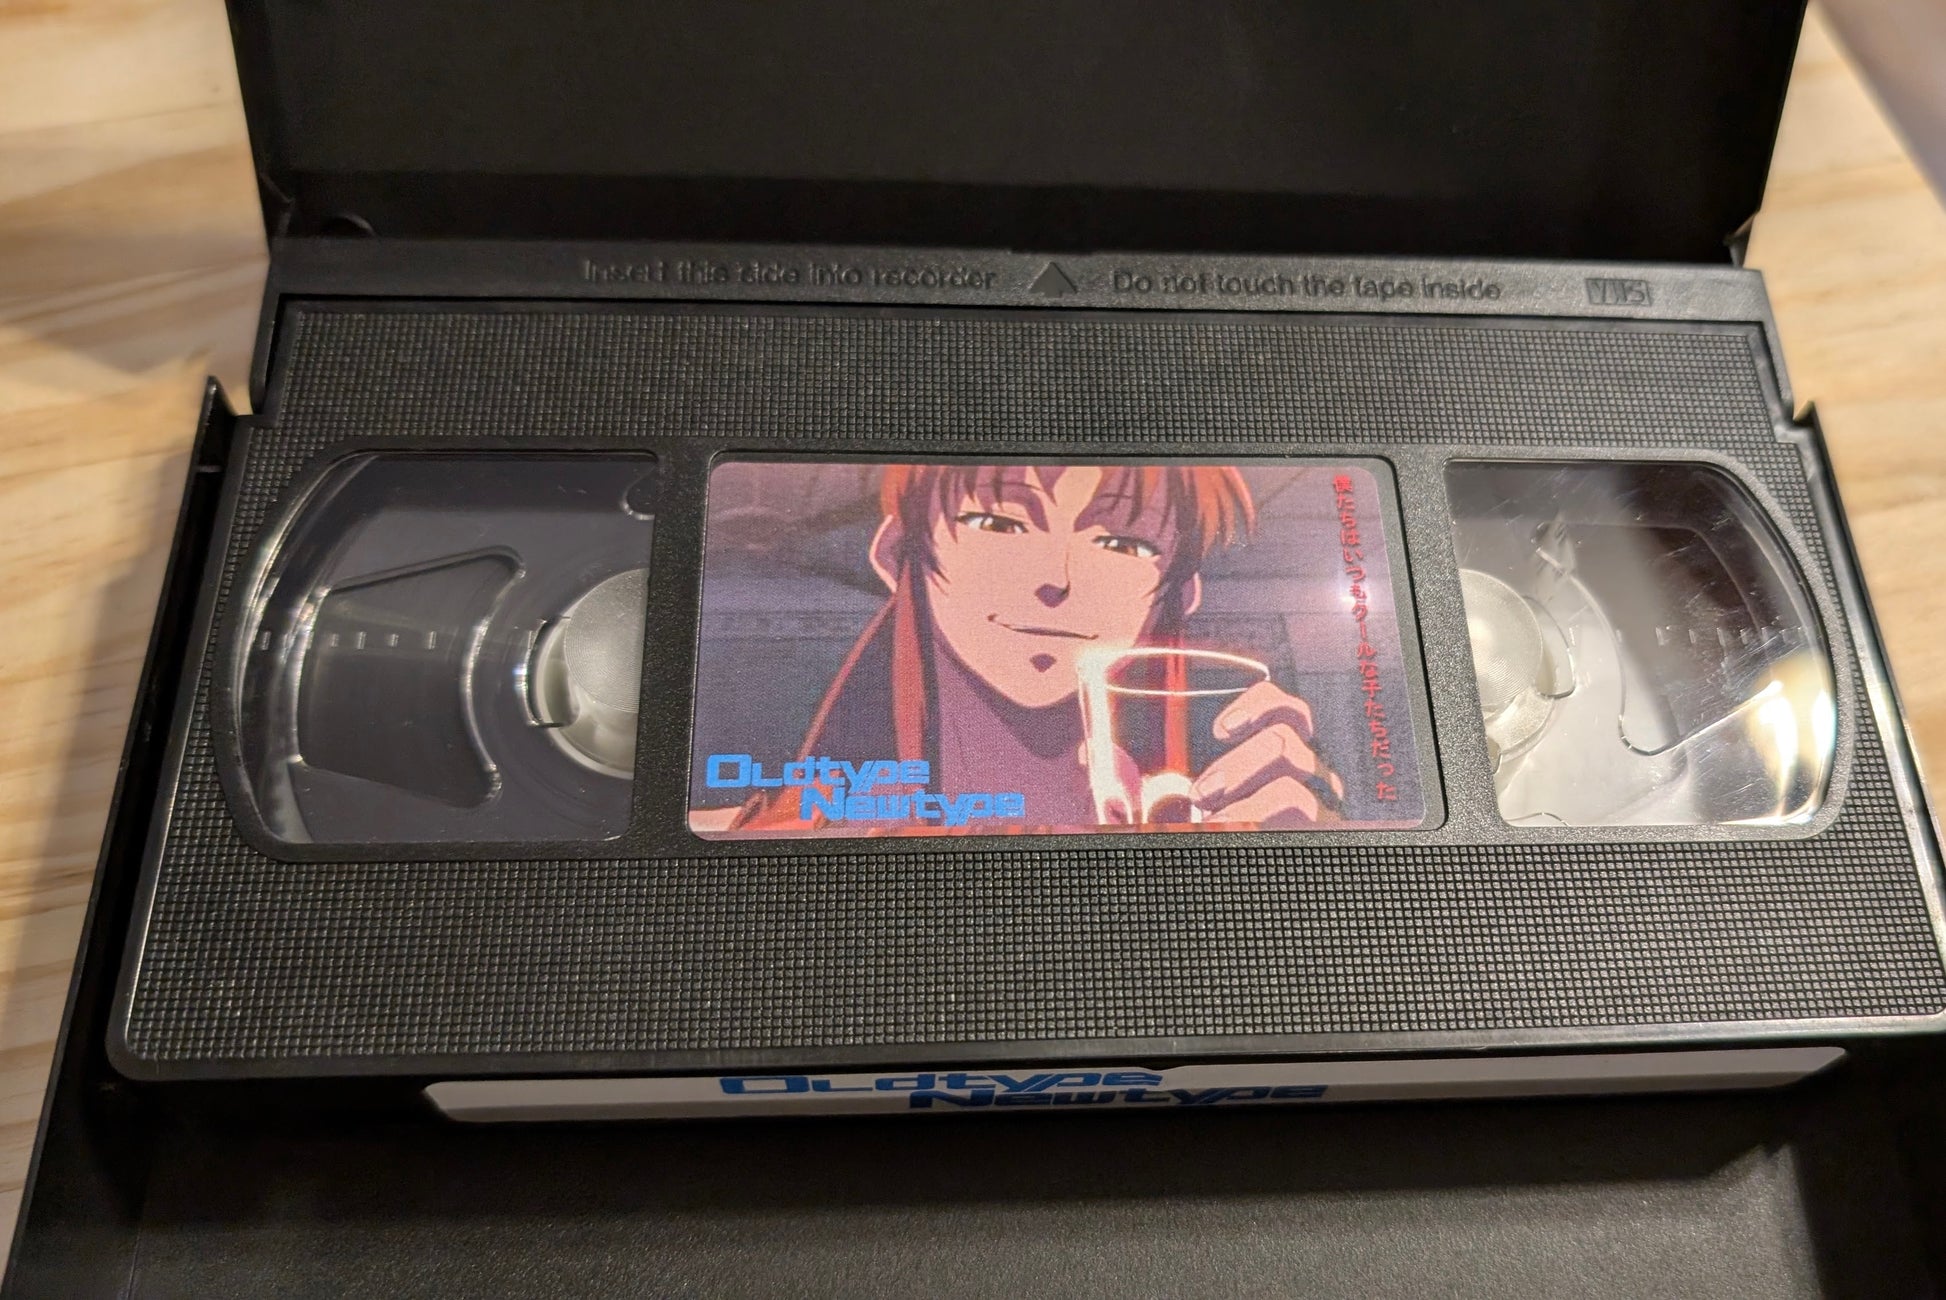 Insert this side into recorder
Do not touch the tape inside
VHS
僕たちはいつもクールな子たちだった
Oldtype
Newtype
Oldtype
Newtype